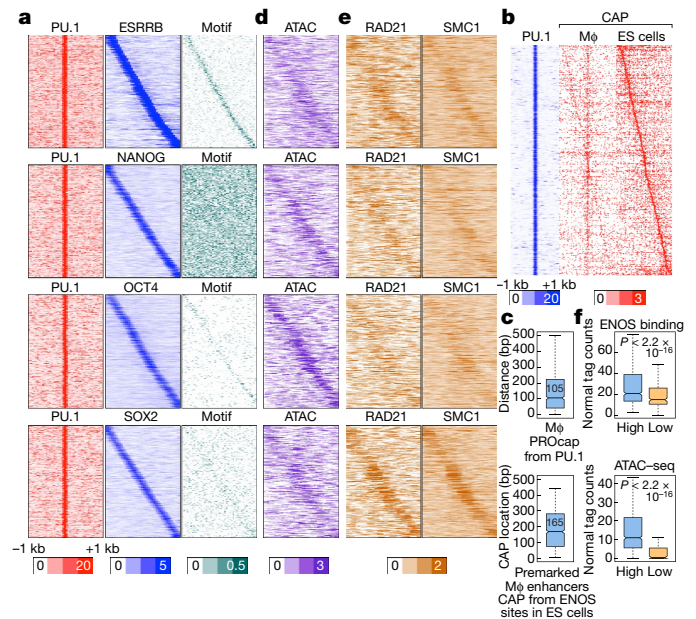 a
PU.1 ESRRB Motif
PU.1 NANOG Motif
PU.1 OCT4 Motif
PU.1 SOX2 Motif
−1 kb +1 kb
0 20 0 5 0 0.5
d
ATAC
ATAC
ATAC
ATAC
0 3
e
RAD21 SMC1
RAD21 SMC1
RAD21 SMC1
RAD21 SMC1
0 2
b
CAP
PU.1 Mϕ ES cells
−1 kb +1 kb
0 20 0 3
c
Distance (bp)
500
400
300
200
100
0
105
Mϕ
PROcap
from PU.1
CAP location (bp)
500
400
300
200
100
0
165
Premarked
Mϕ enhancers
CAP from ENOS
sites in ES cells
f
ENOS binding
Normal tag counts
60
40
20
0
P < 2.2 ×
10−16
High Low
ATAC–seq
Normal tag counts
40
30
20
10
0
P < 2.2 ×
10−16
High Low